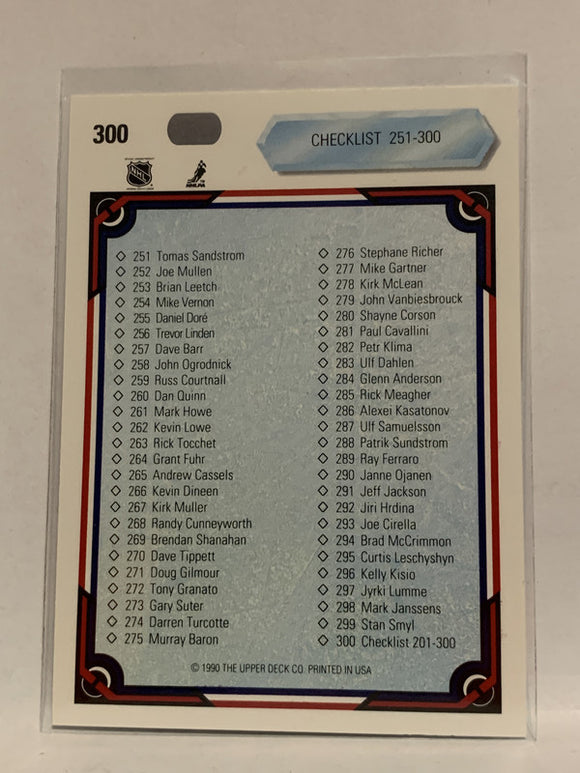 300
CHECKLIST 251-300
NHL
NHLPA
251 Tomas Sandstrom
252 Joe Mullen
253 Brian Leetch
254 Mike Vernon
255 Daniel Doré
256 Trevor Linden
257 Dave Barr
258 John Ogrodnick
259 Russ Courtnall
260 Dan Quinn
261 Mark Howe
262 Kevin Lowe
263 Rick Tocchet
264 Grant Fuhr
265 Andrew Cassels
266 Kevin Dineen
267 Kirk Muller
268 Randy Cunneyworth
269 Brendan Shanahan
270 Dave Tippett
271 Doug Gilmour
272 Tony Granato
273 Gary Suter
274 Darren Turcotte
275 Murray Baron
276 Stephane Richer
277 Mike Gartner
278 Kirk McLean
279 John Vanbiesbrouck
280 Shayne Corson
281 Paul Cavallini
282 Petr Klima
283 Ulf Dahlen
284 Glenn Anderson
285 Rick Meagher
286 Alexei Kasatonov
287 Ulf Samuelsson
288 Patrik Sundstrom
289 Ray Ferraro
290 Janne Ojanen
291 Jeff Jackson
292 Jiri Hrdina
293 Joe Cirella
294 Brad McCrimmon
295 Curtis Leschyshyn
296 Kelly Kisio
297 Jyrki Lumme
298 Mark Janssens
299 Stan Smyl
300 Checklist 201-300
© 1990 THE UPPER DECK CO. PRINTED IN USA